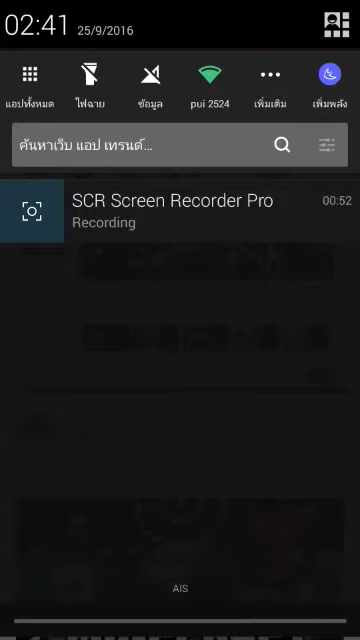 02:41 25/9/2016
แอปทั้งหมด ไฟฉาย ข้อมูล pui 2524 เพิ่มเติม เพิ่มพลัง
ค้นหาเว็บ แอป เทรนด์...
SCR Screen Recorder Pro 00:52
Recording
AIS